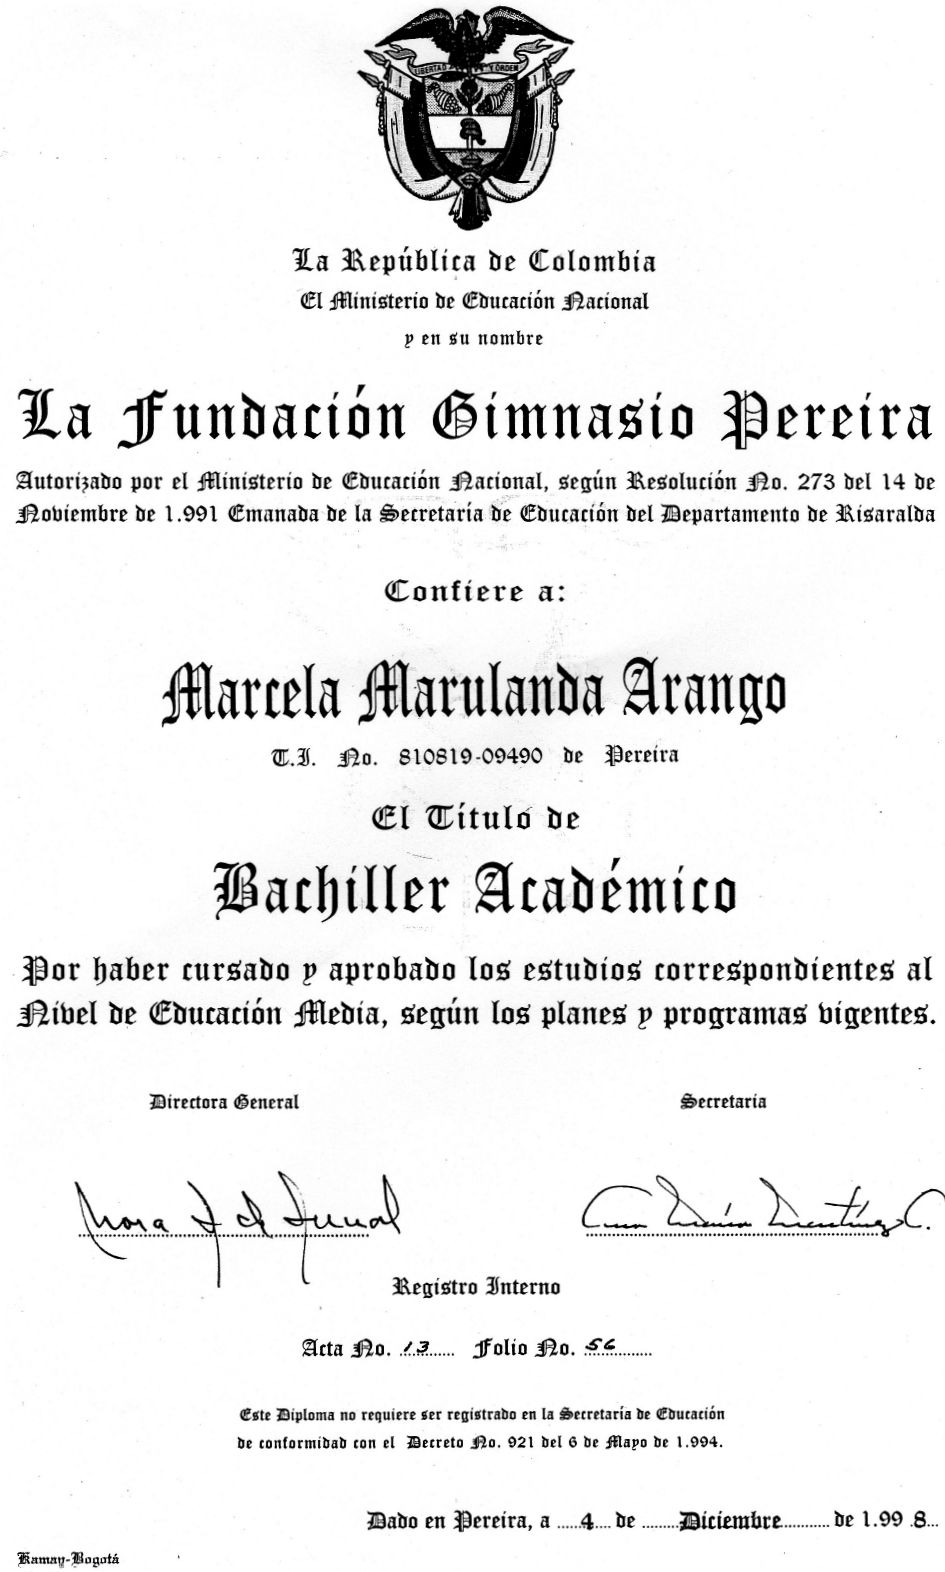 LIBERTAD Y ORDEN
La República de Colombia
El Ministerio de Educación Nacional
y en su nombre
La Fundación Gimnasio Pereira
Autorizado por el Ministerio de Educación Nacional, según Resolución No. 273 del 14 de
Noviembre de 1.991 Emanada de la Secretaría de Educación del Departamento de Risaralda
Confiere a:
Marcela Marulanda Arango
T.I. No. 810819-09490 de Pereira
El Título de
Bachiller Académico
Por haber cursado y aprobado los estudios correspondientes al
Nivel de Educación Media, según los planes y programas vigentes.
Directora General Secretaria
Nora Ana María C.
Registro Interno
Acta No. 13 Folio No. 56
Este Diploma no requiere ser registrado en la Secretaría de Educación
de conformidad con el Decreto No. 921 del 6 de Mayo de 1.994.
Dado en Pereira, a 4 de Diciembre de 1.99 8
Kamay-Bogotá